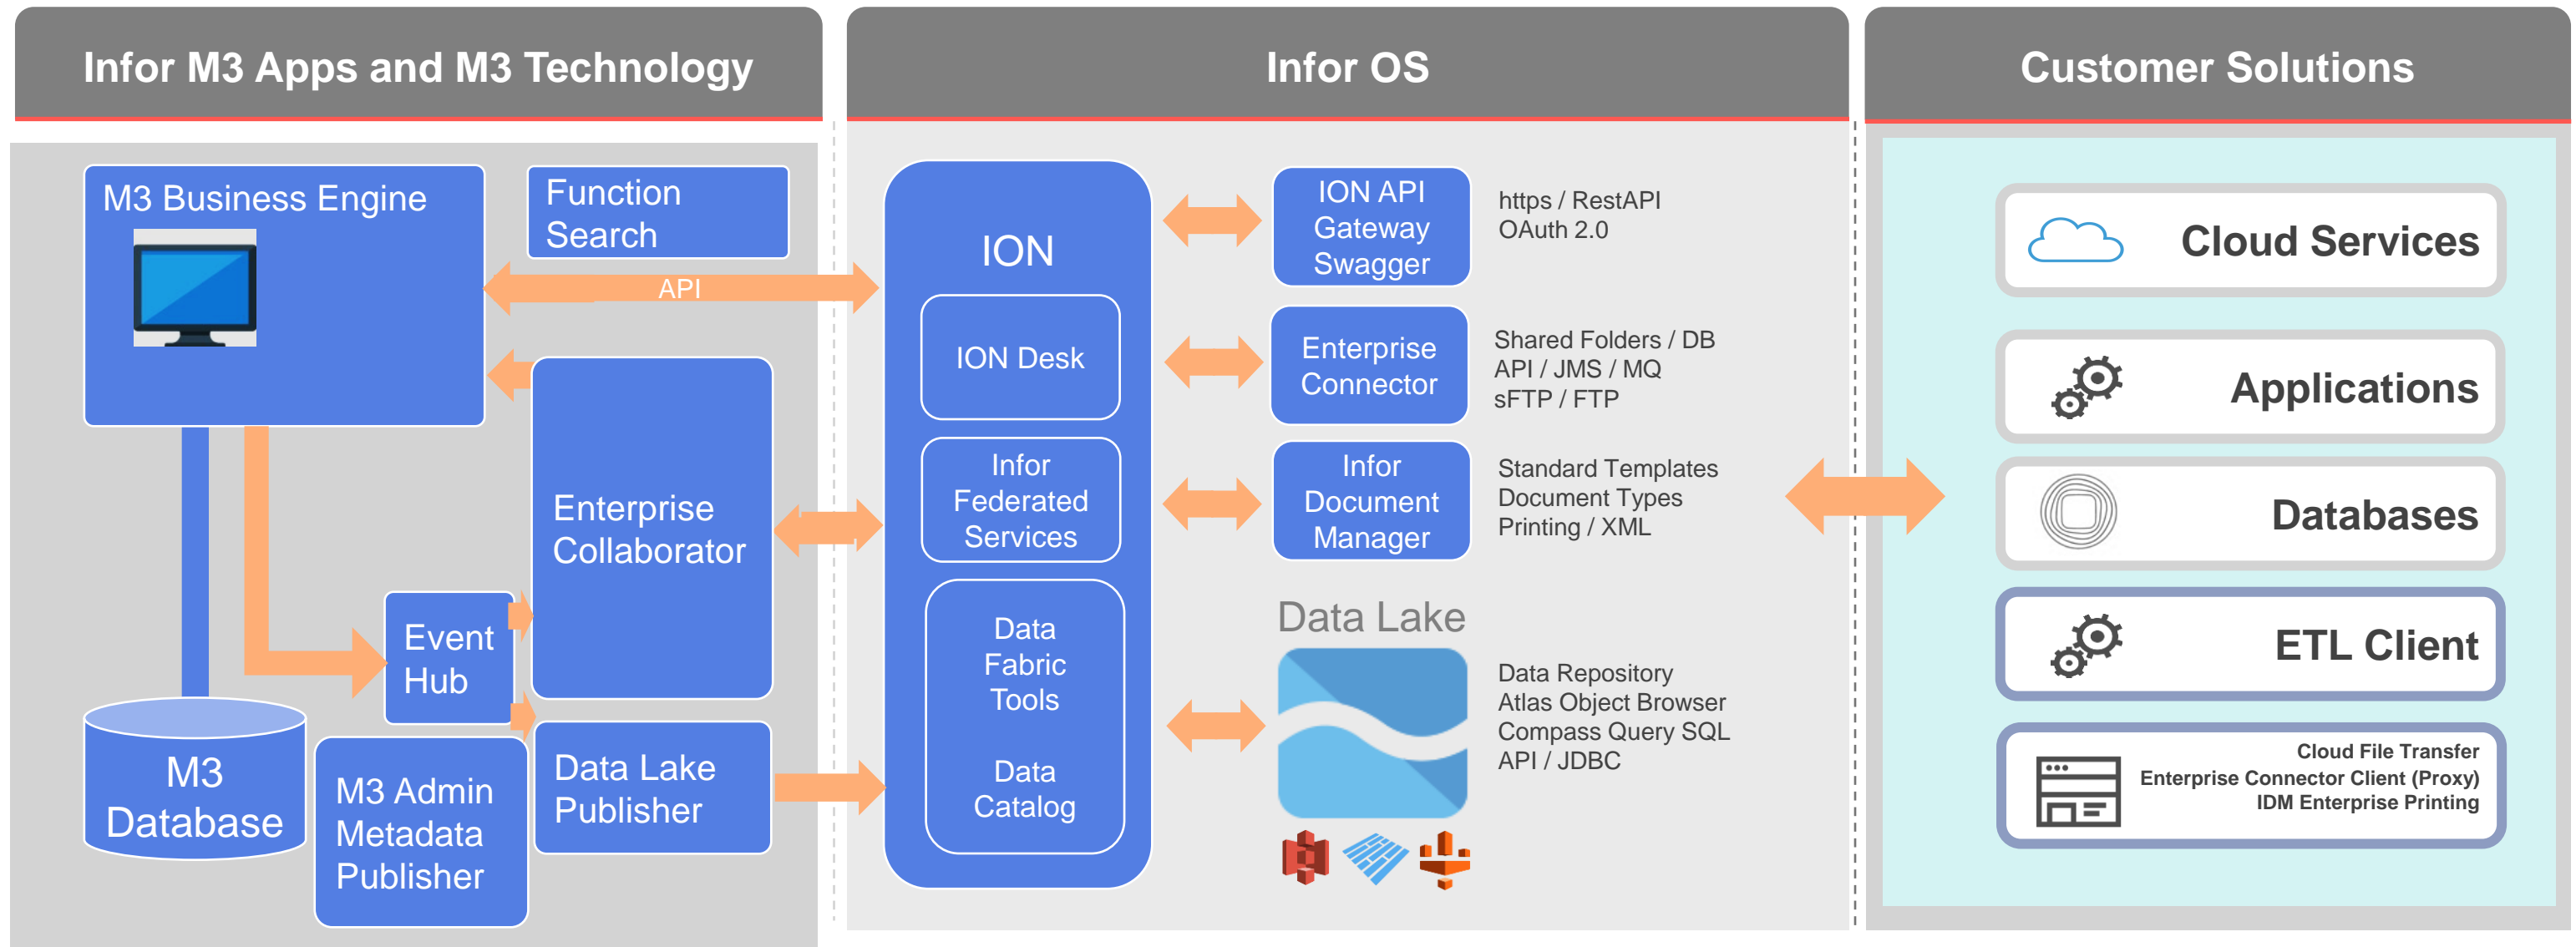 Infor M3 Apps and M3 Technology
Infor OS
Customer Solutions
M3 Business Engine
Function
Search
API
Enterprise
Collaborator
Event
Hub
M3
Database
M3 Admin
Metadata
Publisher
Data Lake
Publisher
ION
ION Desk
Infor
Federated
Services
Data
Fabric
Tools
Data
Catalog
ION API
Gateway
Swagger
https / RestAPI
OAuth 2.0
Enterprise
Connector
Shared Folders / DB
API / JMS / MQ
sFTP / FTP
Infor
Document
Manager
Standard Templates
Document Types
Printing / XML
Data Lake
Data Repository
Atlas Object Browser
Compass Query SQL
API / JDBC
Cloud Services
Applications
Databases
ETL Client
Cloud File Transfer
Enterprise Connector Client (Proxy)
IDM Enterprise Printing